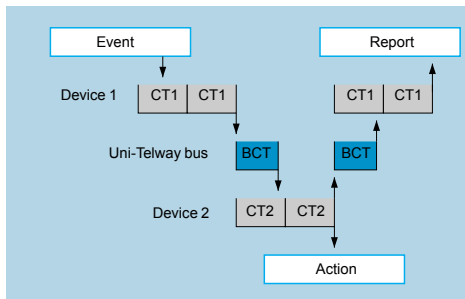 Event Report
Device 1 CT1 CT1 CT1 CT1
Uni-Telway bus BCT BCT
Device 2 CT2 CT2
Action